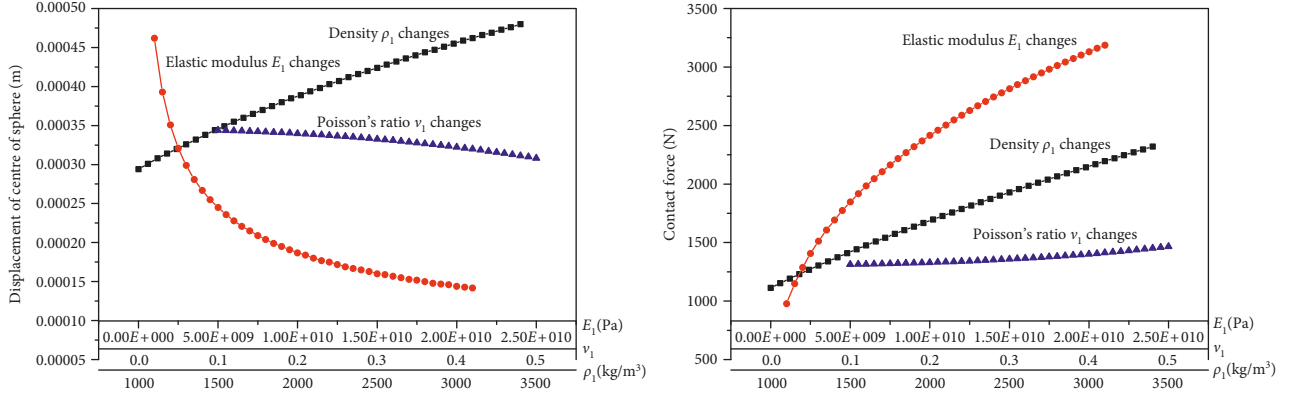 0.00050
0.00045
0.00040
0.00035
0.00030
0.00025
0.00020
0.00015
0.00010
0.00005
Displacement of centre of sphere (m)
Density ρ₁ changes
Elastic modulus E₁ changes
Poisson's ratio ν₁ changes
0.00E+000 5.00E+009 1.00E+010 1.50E+010 2.00E+010 E₁(Pa)
0.0 0.1 0.2 0.3 0.4 0.5 ν₁
1000 1500 2000 2500 3000 3500 ρ₁(kg/m³)
3500
3000
2500
2000
1500
1000
500
Contact force (N)
Elastic modulus E₁ changes
Density ρ₁ changes
Poisson's ratio ν₁ changes
0.00E+000 5.00E+009 1.00E+010 1.50E+010 2.00E+010 E₁(Pa)
0.0 0.1 0.2 0.3 0.4 0.5 ν₁
1000 1500 2000 2500 3000 3500 ρ₁(kg/m³)